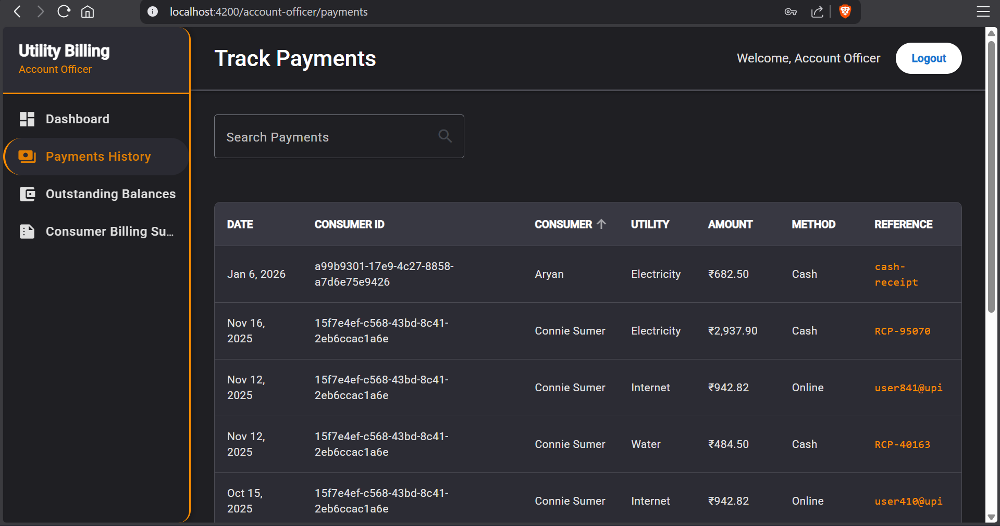 localhost:4200/account-officer/payments
Utility Billing
Account Officer
Track Payments
Welcome, Account Officer
Logout
Dashboard
Payments History
Outstanding Balances
Consumer Billing Su...
Search Payments
DATE CONSUMER ID CONSUMER UTILITY AMOUNT METHOD REFERENCE
Jan 6, 2026 a99b9301-17e9-4c27-8858-
a7d6e75e9426 Aryan Electricity ₹682.50 Cash cash-
receipt
Nov 16,
2025 15f7e4ef-c568-43bd-8c41-
2eb6ccac1a6e Connie Sumer Electricity ₹2,937.90 Cash RCP-95070
Nov 12,
2025 15f7e4ef-c568-43bd-8c41-
2eb6ccac1a6e Connie Sumer Internet ₹942.82 Online user841@upi
Nov 12,
2025 15f7e4ef-c568-43bd-8c41-
2eb6ccac1a6e Connie Sumer Water ₹484.50 Cash RCP-40163
Oct 15,
2025 15f7e4ef-c568-43bd-8c41-
2eb6ccac1a6e Connie Sumer Internet ₹942.82 Online user410@upi